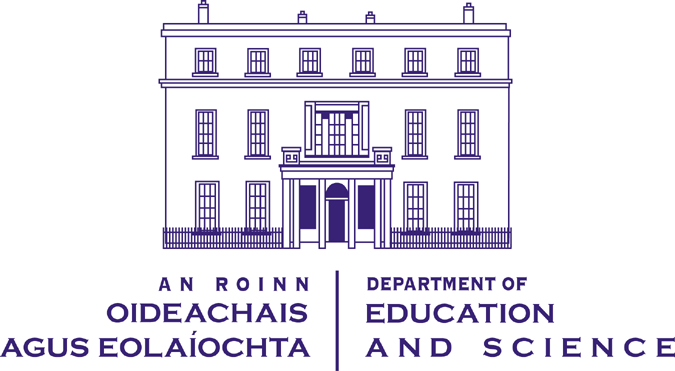 AN ROINN
OIDEACHAIS
AGUS EOLAÍOCHTA
DEPARTMENT OF
EDUCATION
AND SCIENCE